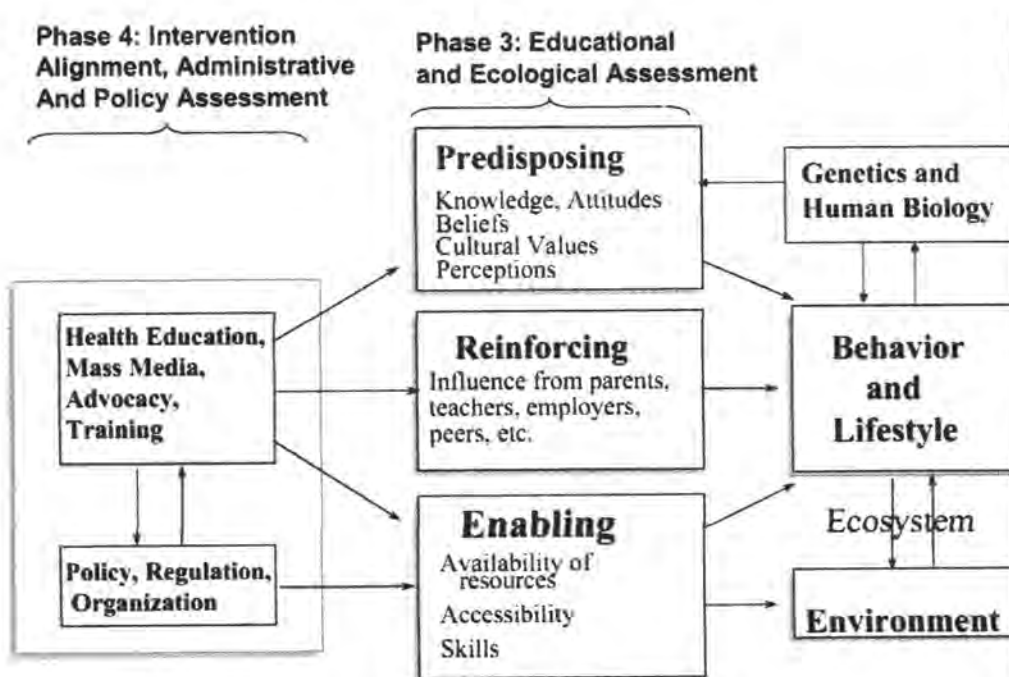 Phase 4: Intervention
Alignment, Administrative
And Policy Assessment
Phase 3: Educational
and Ecological Assessment
Health Education,
Mass Media,
Advocacy,
Training
Policy, Regulation,
Organization
Predisposing
Knowledge, Attitudes
Beliefs
Cultural Values
Perceptions
Reinforcing
Influence from parents,
teachers, employers,
peers, etc.
Enabling
Availability of
resources
Accessibility
Skills
Genetics and
Human Biology
Behavior
and
Lifestyle
Ecosystem
Environment